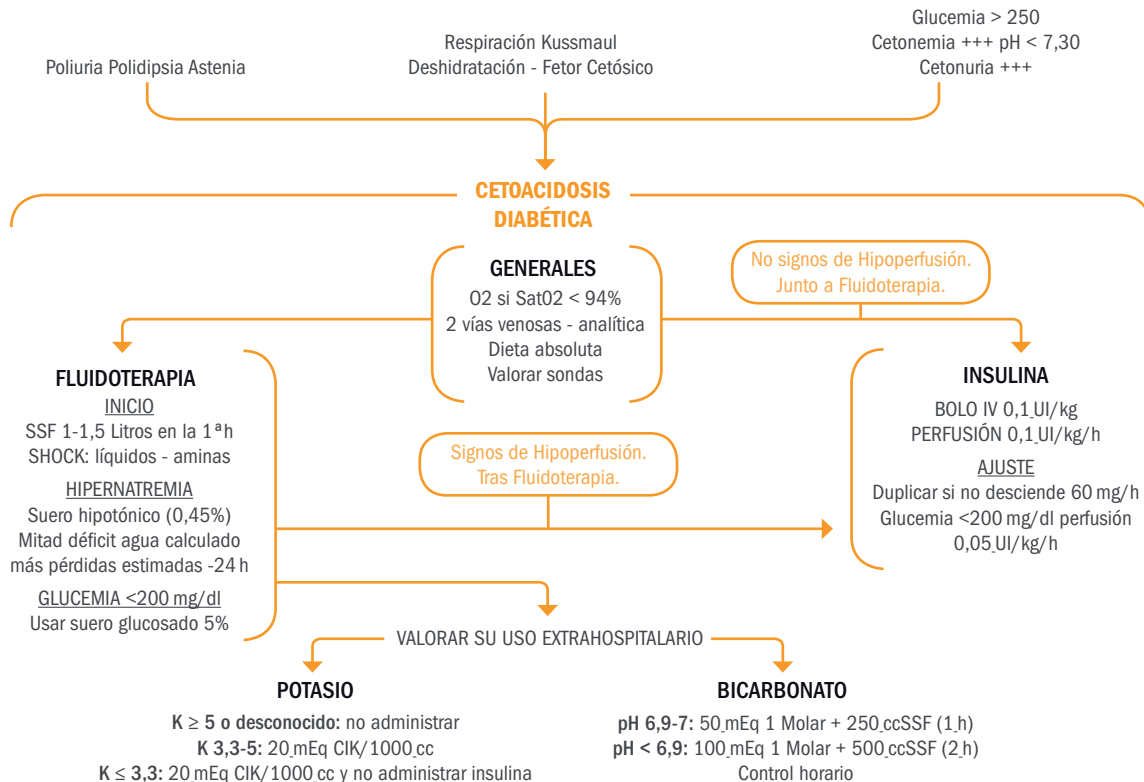 Poliuria Polidipsia Astenia
Respiración Kussmaul
Deshidratación - Fetor Cetósico
Glucemia > 250
Cetonemia +++ pH < 7,30
Cetonuria +++
CETOACIDOSIS
DIABÉTICA
GENERALES
O2 si SatO2 < 94%
2 vías venosas - analítica
Dieta absoluta
Valorar sondas
No signos de Hipoperfusión.
Junto a Fluidoterapia.
FLUIDOTERAPIA
INICIO
SSF 1-1,5 Litros en la 1ª h
SHOCK: líquidos - aminas
HIPERNATREMIA
Suero hipotónico (0,45%)
Mitad déficit agua calculado
más pérdidas estimadas -24 h
GLUCEMIA <200 mg/dl
Usar suero glucosado 5%
Signos de Hipoperfusión.
Tras Fluidoterapia.
INSULINA
BOLO IV 0,1 UI/kg
PERFUSIÓN 0,1 UI/kg/h
AJUSTE
Duplicar si no desciende 60 mg/h
Glucemia <200 mg/dl perfusión
0,05 UI/kg/h
VALORAR SU USO EXTRAHOSPITALARIO
POTASIO
K ≥ 5 o desconocido: no administrar
K 3,3-5: 20 mEq ClK/1000 cc
K ≤ 3,3: 20 mEq ClK/1000 cc y no administrar insulina
BICARBONATO
pH 6,9-7: 50 mEq 1 Molar + 250 ccSSF (1 h)
pH < 6,9: 100 mEq 1 Molar + 500 ccSSF (2 h)
Control horario